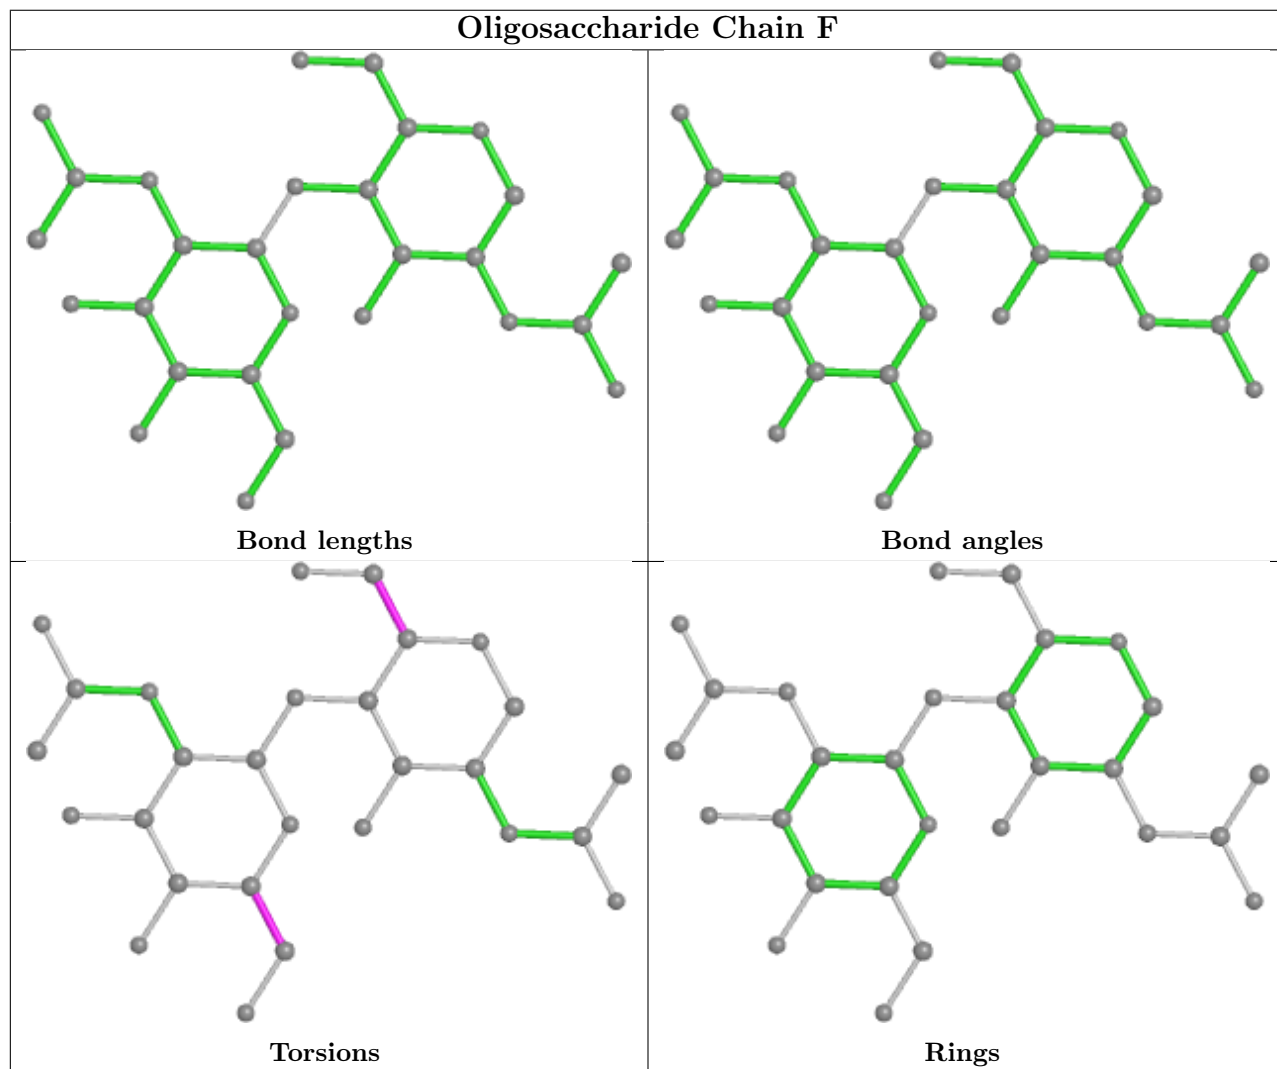 Oligosaccharide Chain F
Bond lengths
Bond angles
Torsions
Rings